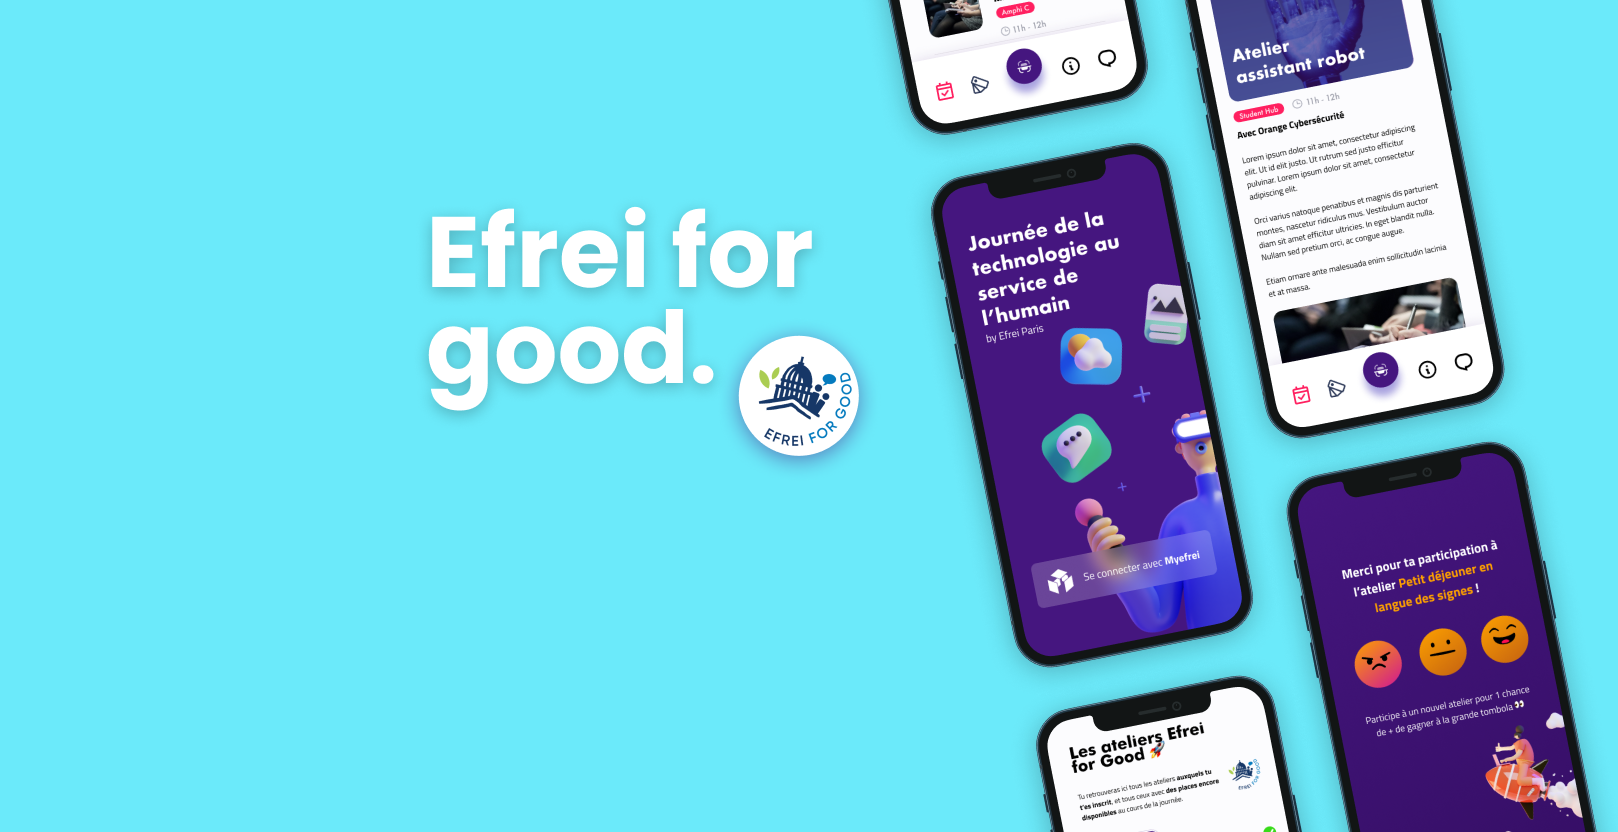 Efrei for
good.
EFREI FOR GOOD
Amphi C
11h - 12h
Atelier
assistant robot
Student Hub
11h - 12h
Avec Orange Cybersécurité
Lorem ipsum dolor sit amet, consectetur adipiscing
elit. Ut id elit justo. Ut rutrum sed justo efficitur
pulvinar. Lorem ipsum dolor sit amet, consectetur
adipiscing elit.
Orci varius natoque penatibus et magnis dis parturient
montes, nascetur ridiculus mus. Vestibulum auctor
diam sit amet efficitur ultricies. In eget blandit nulla.
Nullam sed pretium orci, ac congue augue.
Etiam ornare ante malesuada enim sollicitudin lacinia
et at massa.
Journée de la
technologie au
service de
l'humain
by Efrei Paris
Se connecter avec Myefrei
Merci pour ta participation à
l'atelier Petit déjeuner en
langue des signes !
Participe à un nouvel atelier pour 1 chance
de + de gagner à la grande tombola 👀
Les ateliers Efrei
for Good 🚀
EFREI FOR GOOD
Tu retrouveras ici tous les ateliers auxquels tu
t'es inscrit, et tous ceux avec des places encore
disponibles au cours de la journée.